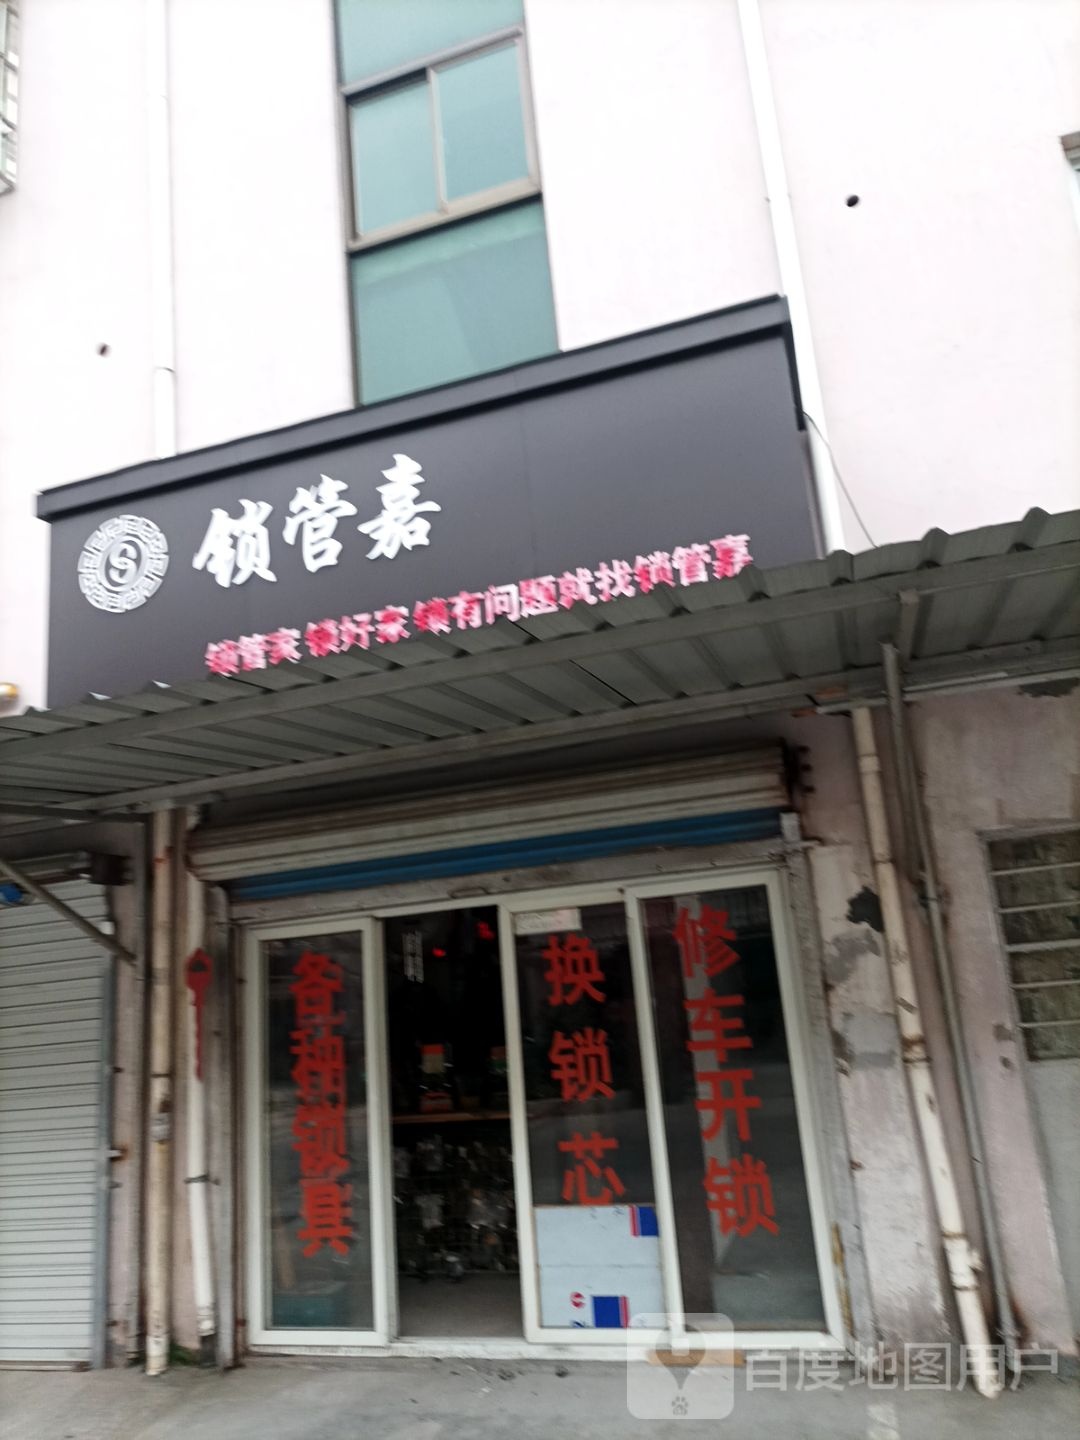 锁管嘉
锁管家 锁好家 锁有问题就找锁管嘉
各种锁具
换锁芯
修车开锁
百度地图用户